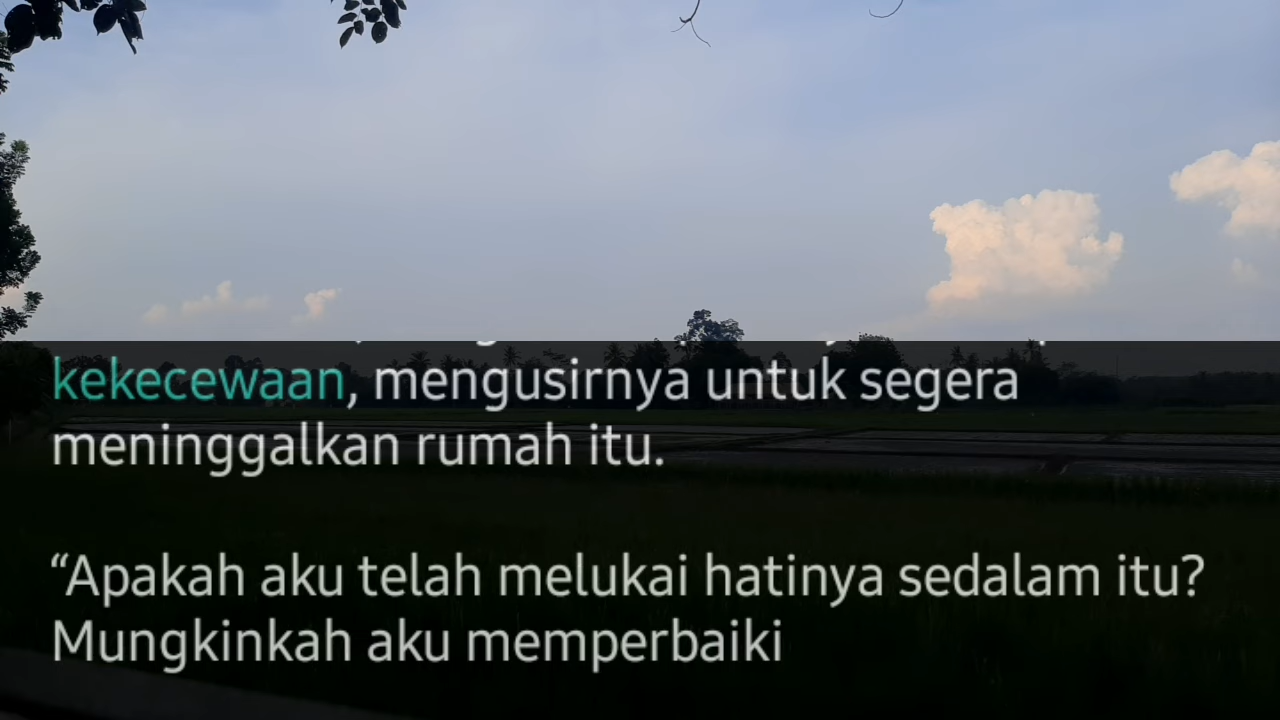 kekecewaan, mengusirnya untuk segera
meninggalkan rumah itu.
“Apakah aku telah melukai hatinya sedalam itu?
Mungkinkah aku memperbaiki